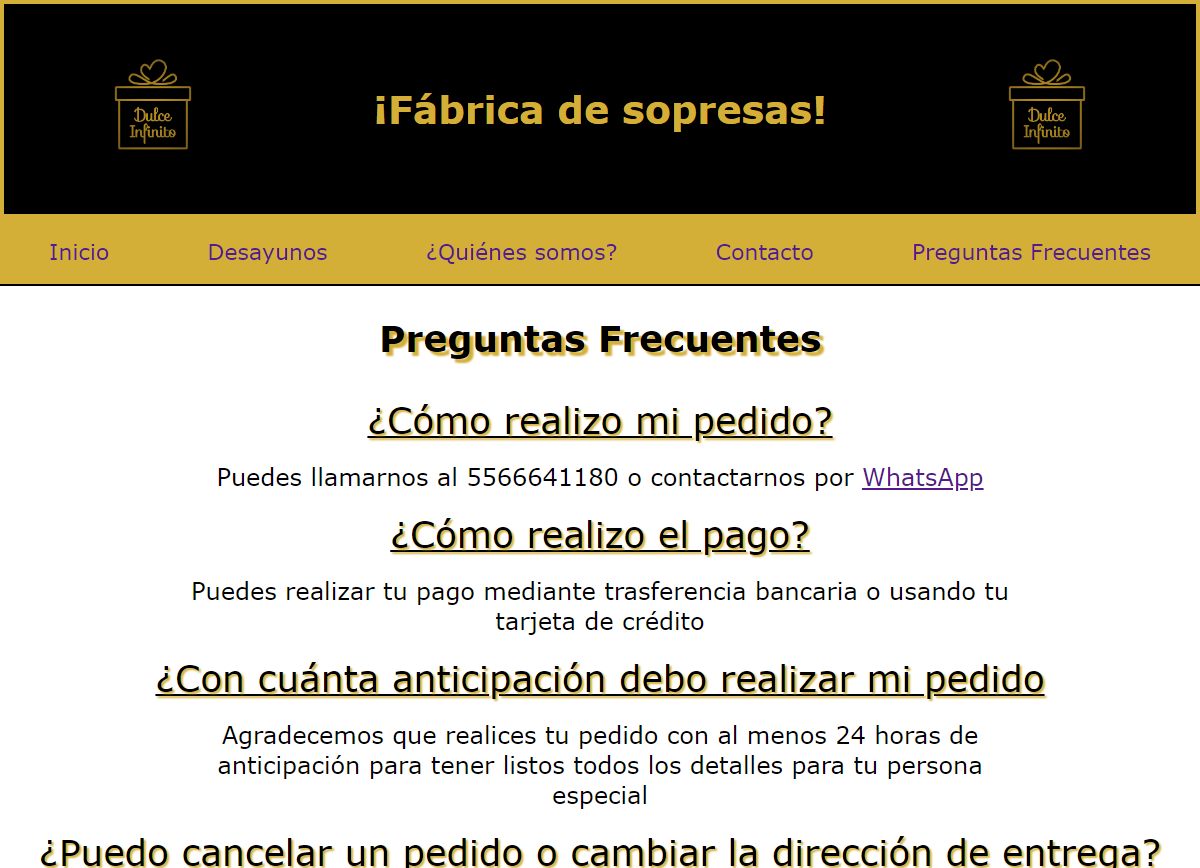 Dulce
Infinito
¡Fábrica de sopresas!
Dulce
Infinito
Inicio
Desayunos
¿Quiénes somos?
Contacto
Preguntas Frecuentes
Preguntas Frecuentes
¿Cómo realizo mi pedido?
Puedes llamarnos al 5566641180 o contactarnos por WhatsApp
¿Cómo realizo el pago?
Puedes realizar tu pago mediante trasferencia bancaria o usando tu
tarjeta de crédito
¿Con cuánta anticipación debo realizar mi pedido
Agradecemos que realices tu pedido con al menos 24 horas de
anticipación para tener listos todos los detalles para tu persona
especial
¿Puedo cancelar un pedido o cambiar la dirección de entrega?